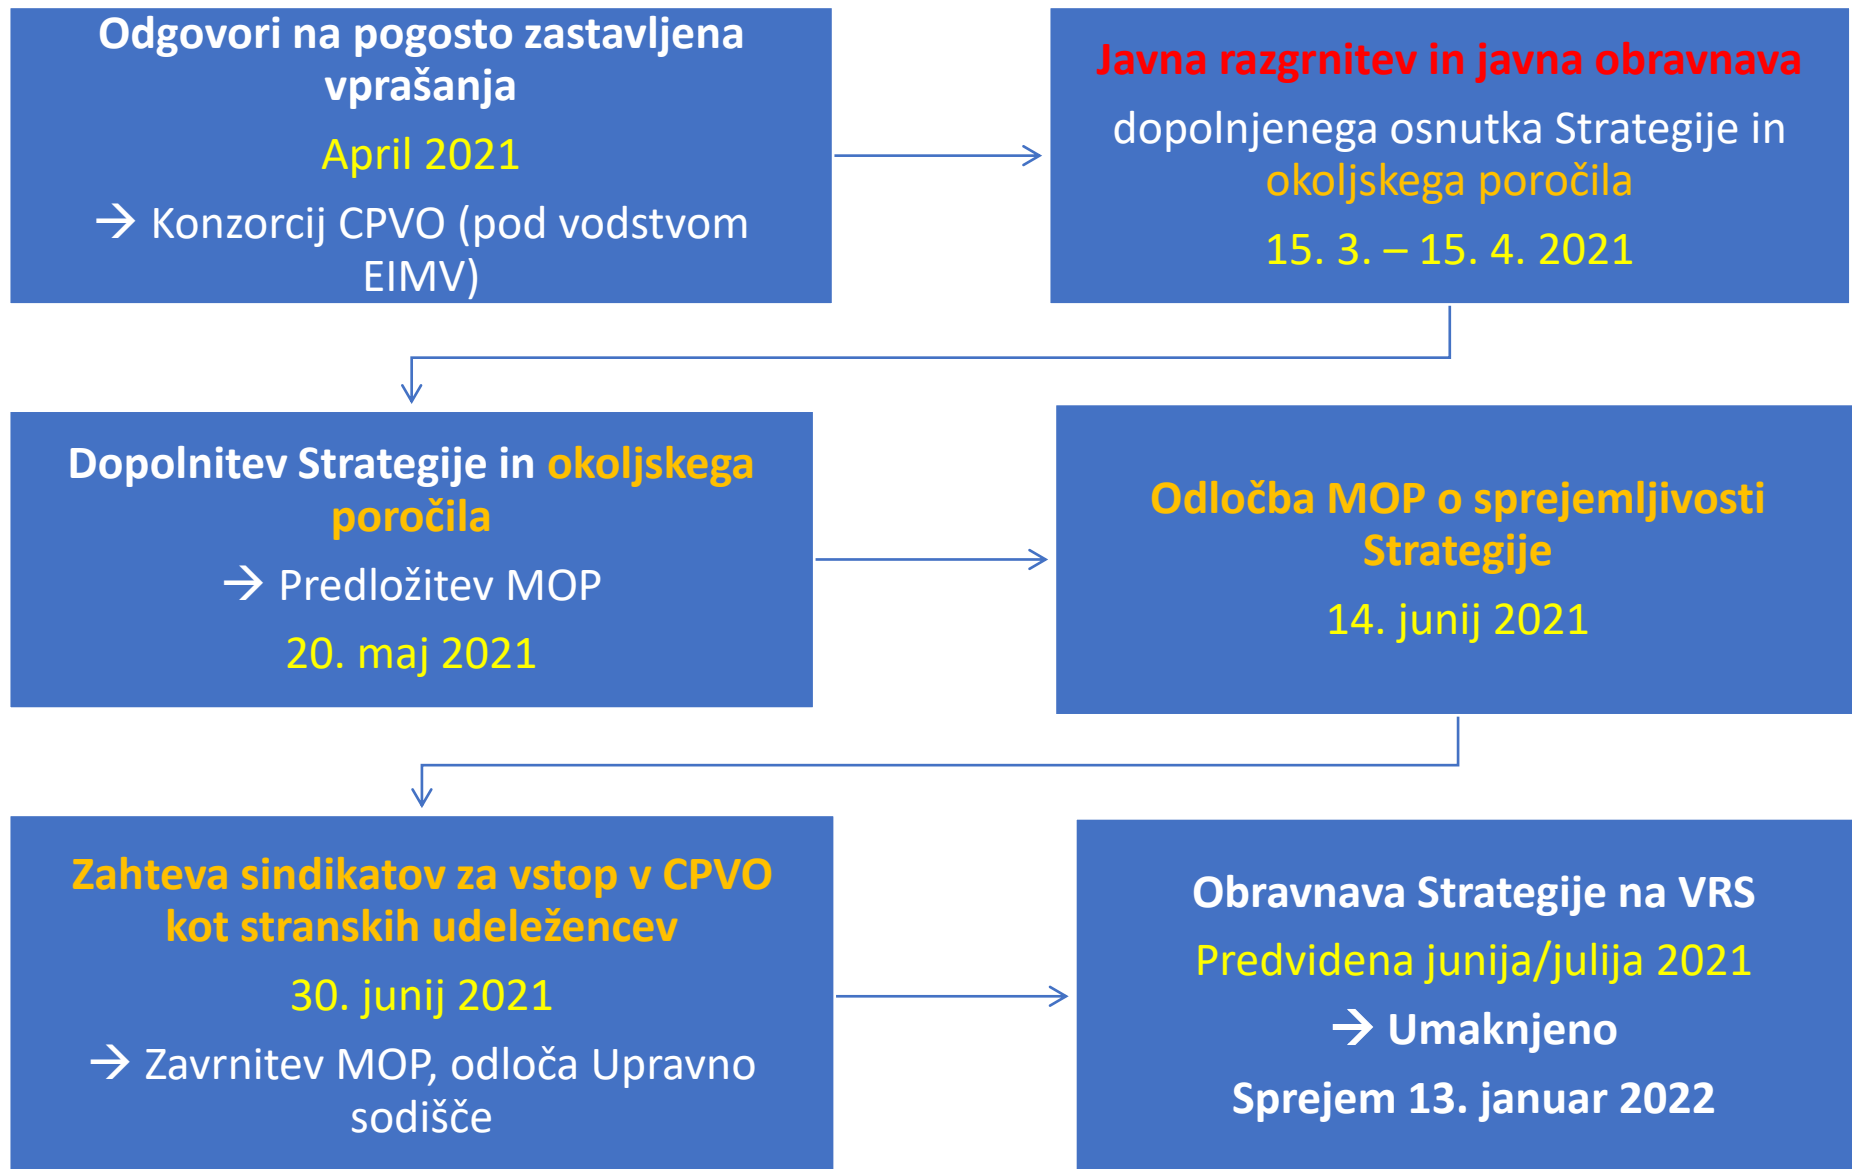 Odgovori na pogosto zastavljena
vprašanja
April 2021
→ Konzorcij CPVO (pod vodstvom
EIMV)
Javna razgrnitev in javna obravnava
dopolnjenega osnutka Strategije in
okoljskega poročila
15. 3. – 15. 4. 2021
Dopolnitev Strategije in okoljskega
poročila
→ Predložitev MOP
20. maj 2021
Odločba MOP o sprejemljivosti
Strategije
14. junij 2021
Zahteva sindikatov za vstop v CPVO
kot stranskih udeležencev
30. junij 2021
→ Zavrnitev MOP, odloča Upravno
sodišče
Obravnava Strategije na VRS
Predvidena junija/julija 2021
→ Umaknjeno
Sprejem 13. januar 2022